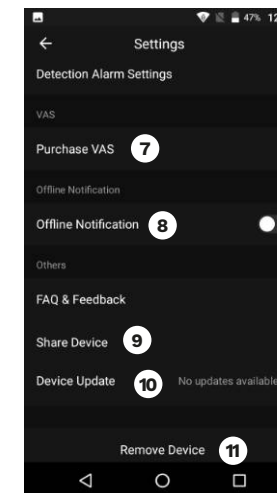 47% 12
Settings
Detection Alarm Settings
VAS
Purchase VAS 7
Offline Notification
Offline Notification 8
Others
FAQ & Feedback
Share Device 9
Device Update 10 No updates available
Remove Device 11